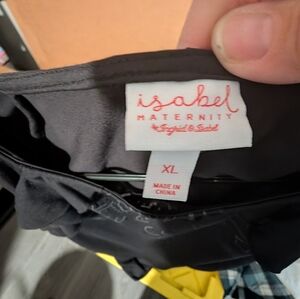 isabel
MATERNITY
by Ingrid & Isabel
XL
MADE IN
CHINA